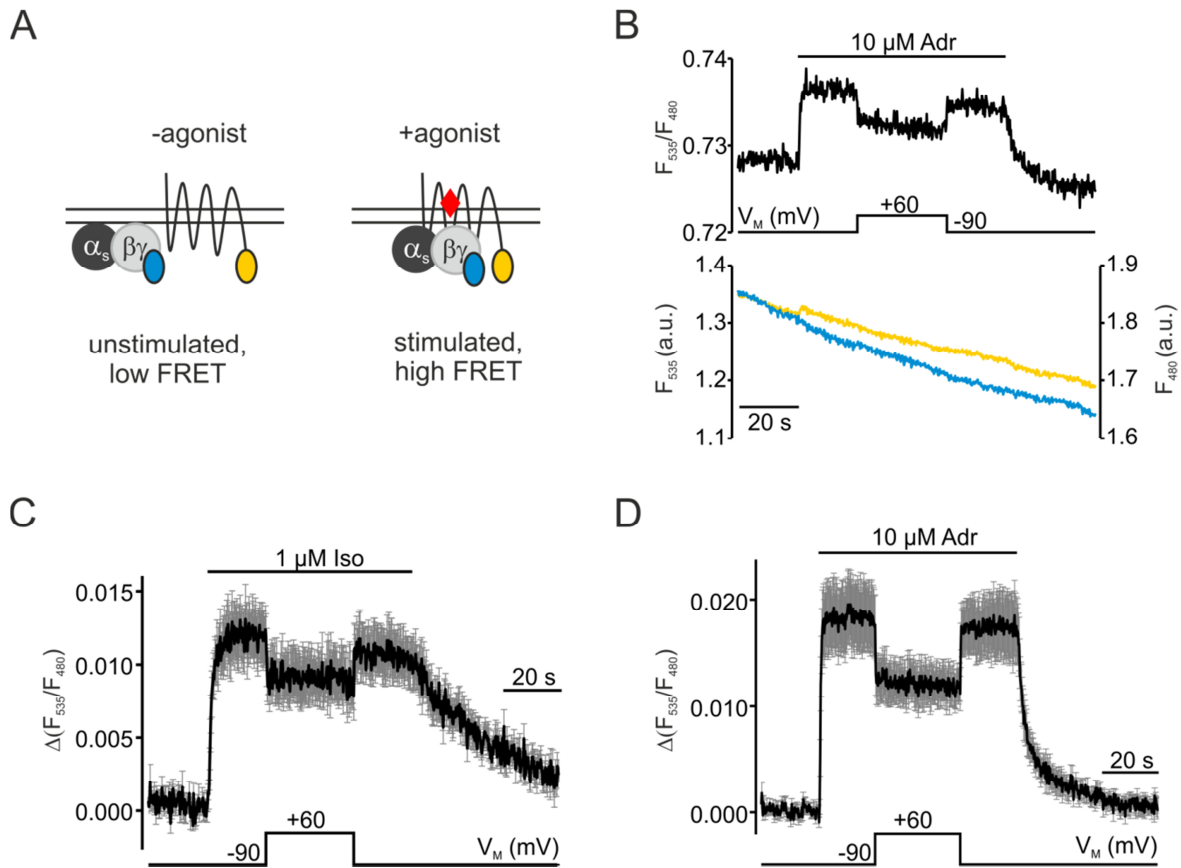 A
-agonist
+agonist
αs
βγ
αs
βγ
unstimulated,
low FRET
stimulated,
high FRET
B
10 µM Adr
0.74
0.73
0.72
F535/F480
VM (mV)
+60
-90
1.4
1.3
1.2
1.1
F535 (a.u.)
1.9
1.8
1.7
1.6
F480 (a.u.)
20 s
C
1 µM Iso
0.015
0.010
0.005
0.000
Δ(F535/F480)
20 s
+60
-90
VM (mV)
D
10 µM Adr
0.020
0.010
0.000
Δ(F535/F480)
20 s
+60
-90
VM (mV)